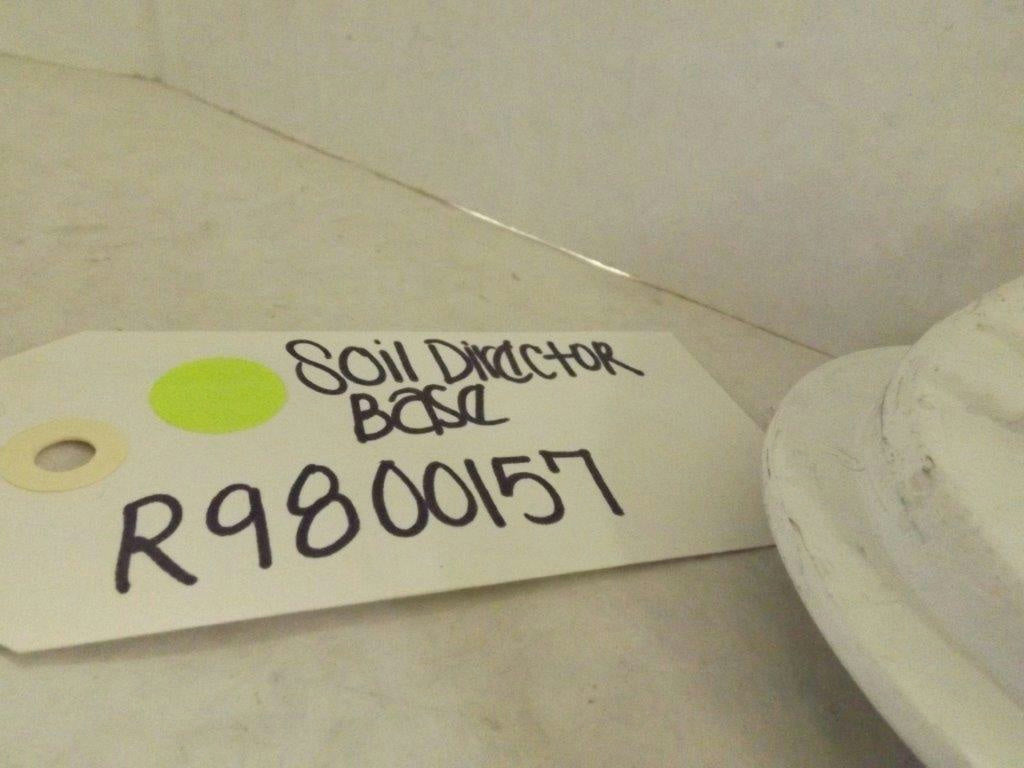 Soil Director
Base
R9800157